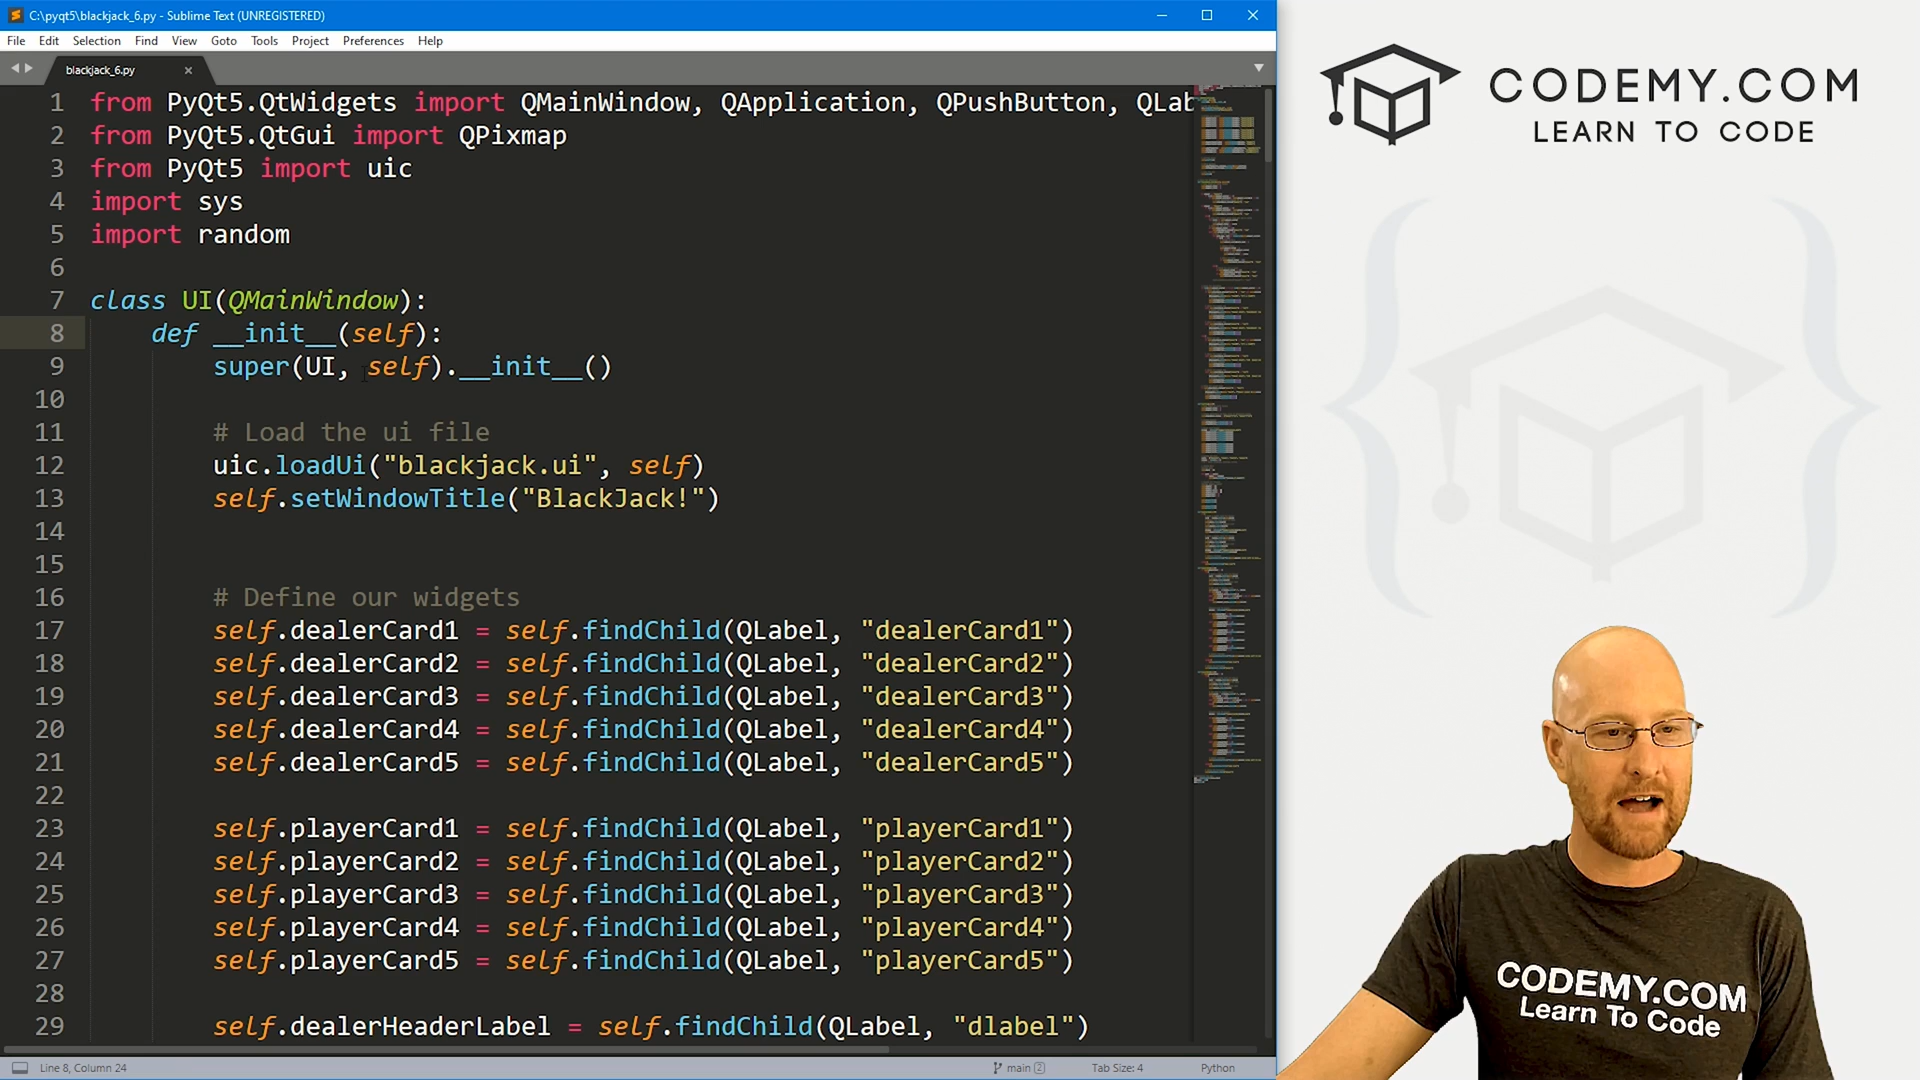 C:\pyqt5\blackjack_6.py - Sublime Text (UNREGISTERED)
File Edit Selection Find View Goto Tools Project Preferences Help
blackjack_6.py
1 from PyQt5.QtWidgets import QMainWindow, QApplication, QPushButton, QLab
2 from PyQt5.QtGui import QPixmap
3 from PyQt5 import uic
4 import sys
5 import random
6
7 class UI(QMainWindow):
8 def __init__(self):
9 super(UI, self).__init__()
10
11 # Load the ui file
12 uic.loadUi("blackjack.ui", self)
13 self.setWindowTitle("BlackJack!")
14
15
16 # Define our widgets
17 self.dealerCard1 = self.findChild(QLabel, "dealerCard1")
18 self.dealerCard2 = self.findChild(QLabel, "dealerCard2")
19 self.dealerCard3 = self.findChild(QLabel, "dealerCard3")
20 self.dealerCard4 = self.findChild(QLabel, "dealerCard4")
21 self.dealerCard5 = self.findChild(QLabel, "dealerCard5")
22
23 self.playerCard1 = self.findChild(QLabel, "playerCard1")
24 self.playerCard2 = self.findChild(QLabel, "playerCard2")
25 self.playerCard3 = self.findChild(QLabel, "playerCard3")
26 self.playerCard4 = self.findChild(QLabel, "playerCard4")
27 self.playerCard5 = self.findChild(QLabel, "playerCard5")
28
29 self.dealerHeaderLabel = self.findChild(QLabel, "dlabel")
Line 8, Column 24 main 2 Tab Size: 4 Python
CODEMY.COM
LEARN TO CODE
CODEMY.COM
Learn To Code